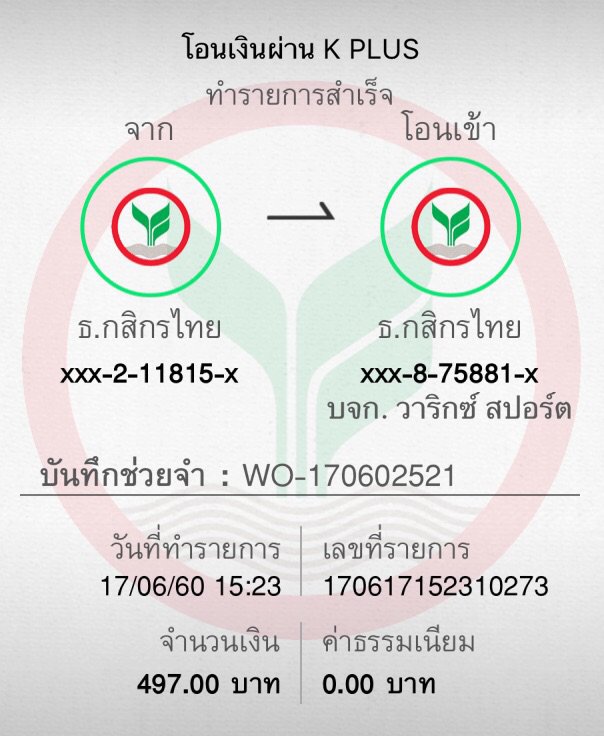 โอนเงินผ่าน K PLUS
ทำรายการสำเร็จ
จาก
โอนเข้า
ธ.กสิกรไทย
ธ.กสิกรไทย
xxx-2-11815-x
xxx-8-75881-x
บจก. วาริกซ์ สปอร์ต
บันทึกช่วยจำ : WO-170602521
วันที่ทำรายการ
เลขที่รายการ
17/06/60 15:23
170617152310273
จำนวนเงิน
ค่าธรรมเนียม
497.00 บาท
0.00 บาท